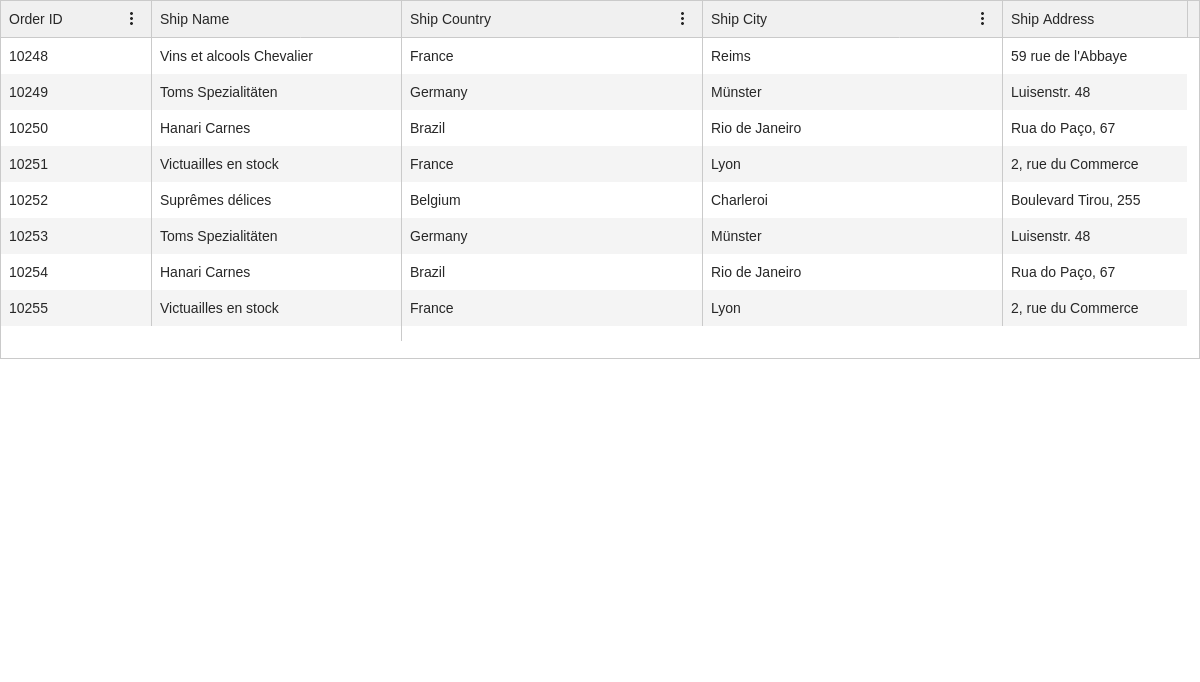 Order ID Ship Name Ship Country Ship City Ship Address
10248 Vins et alcools Chevalier France Reims 59 rue de l'Abbaye
10249 Toms Spezialitäten Germany Münster Luisenstr. 48
10250 Hanari Carnes Brazil Rio de Janeiro Rua do Paço, 67
10251 Victuailles en stock France Lyon 2, rue du Commerce
10252 Suprêmes délices Belgium Charleroi Boulevard Tirou, 255
10253 Toms Spezialitäten Germany Münster Luisenstr. 48
10254 Hanari Carnes Brazil Rio de Janeiro Rua do Paço, 67
10255 Victuailles en stock France Lyon 2, rue du Commerce